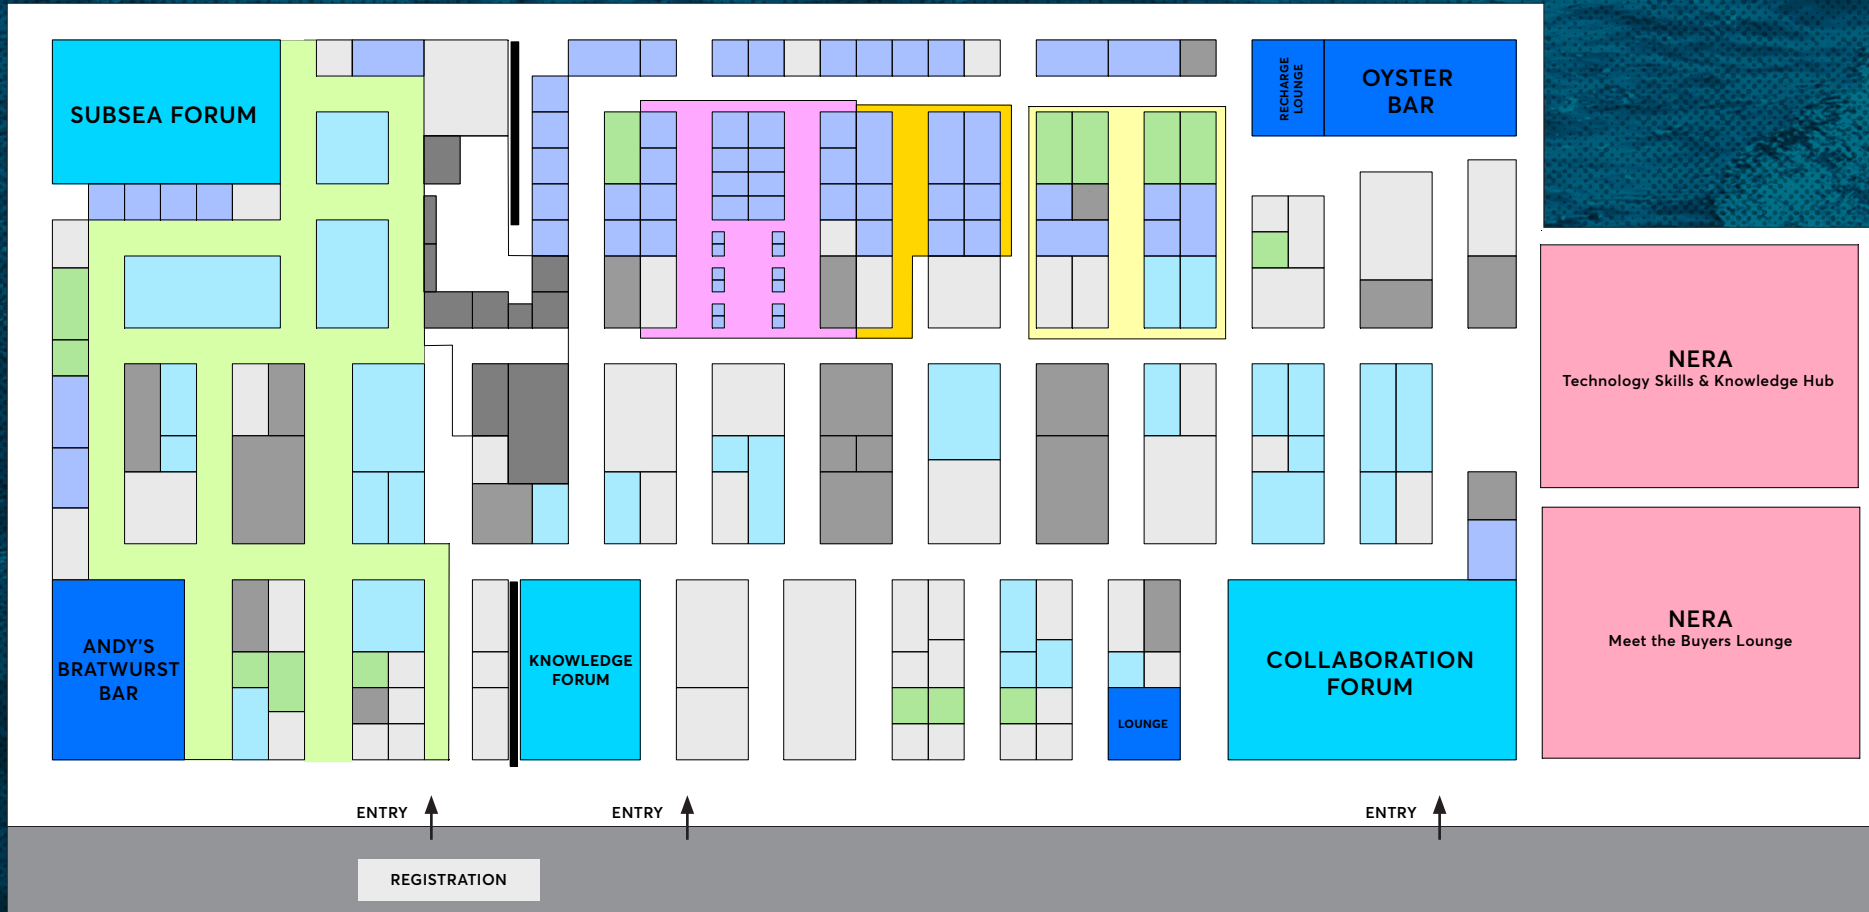 SUBSEA FORUM
RECHARGE
LOUNGE
OYSTER
BAR
NERA
Technology Skills & Knowledge Hub
ANDY'S
BRATWURST
BAR
KNOWLEDGE
FORUM
LOUNGE
COLLABORATION
FORUM
NERA
Meet the Buyers Lounge
ENTRY
ENTRY
ENTRY
REGISTRATION